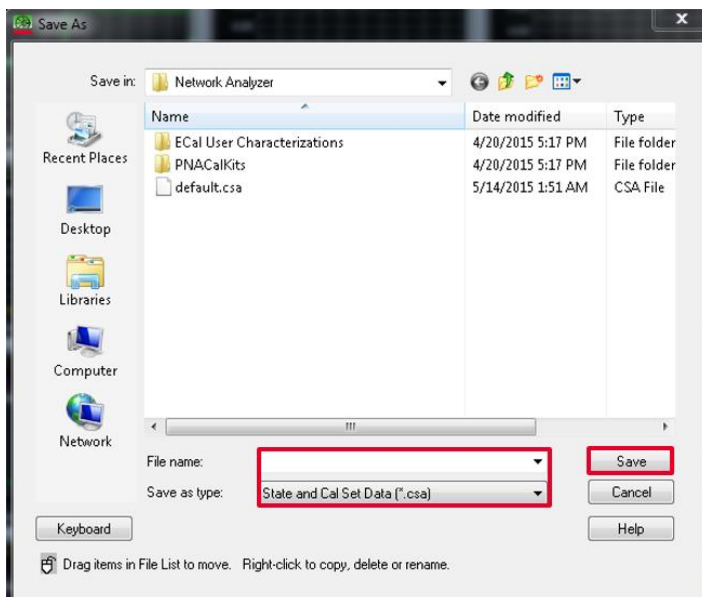 Save As
X
Save in: Network Analyzer
Name Date modified Type
ECal User Characterizations 4/20/2015 5:17 PM File folder
PNACalKits 4/20/2015 5:17 PM File folder
default.csa 5/14/2015 1:51 AM CSA File
Recent Places
Desktop
Libraries
Computer
Network
File name: Save
Save as type: State and Cal Set Data (*.csa) Cancel
Keyboard Help
Drag items in File List to move. Right-click to copy, delete or rename.